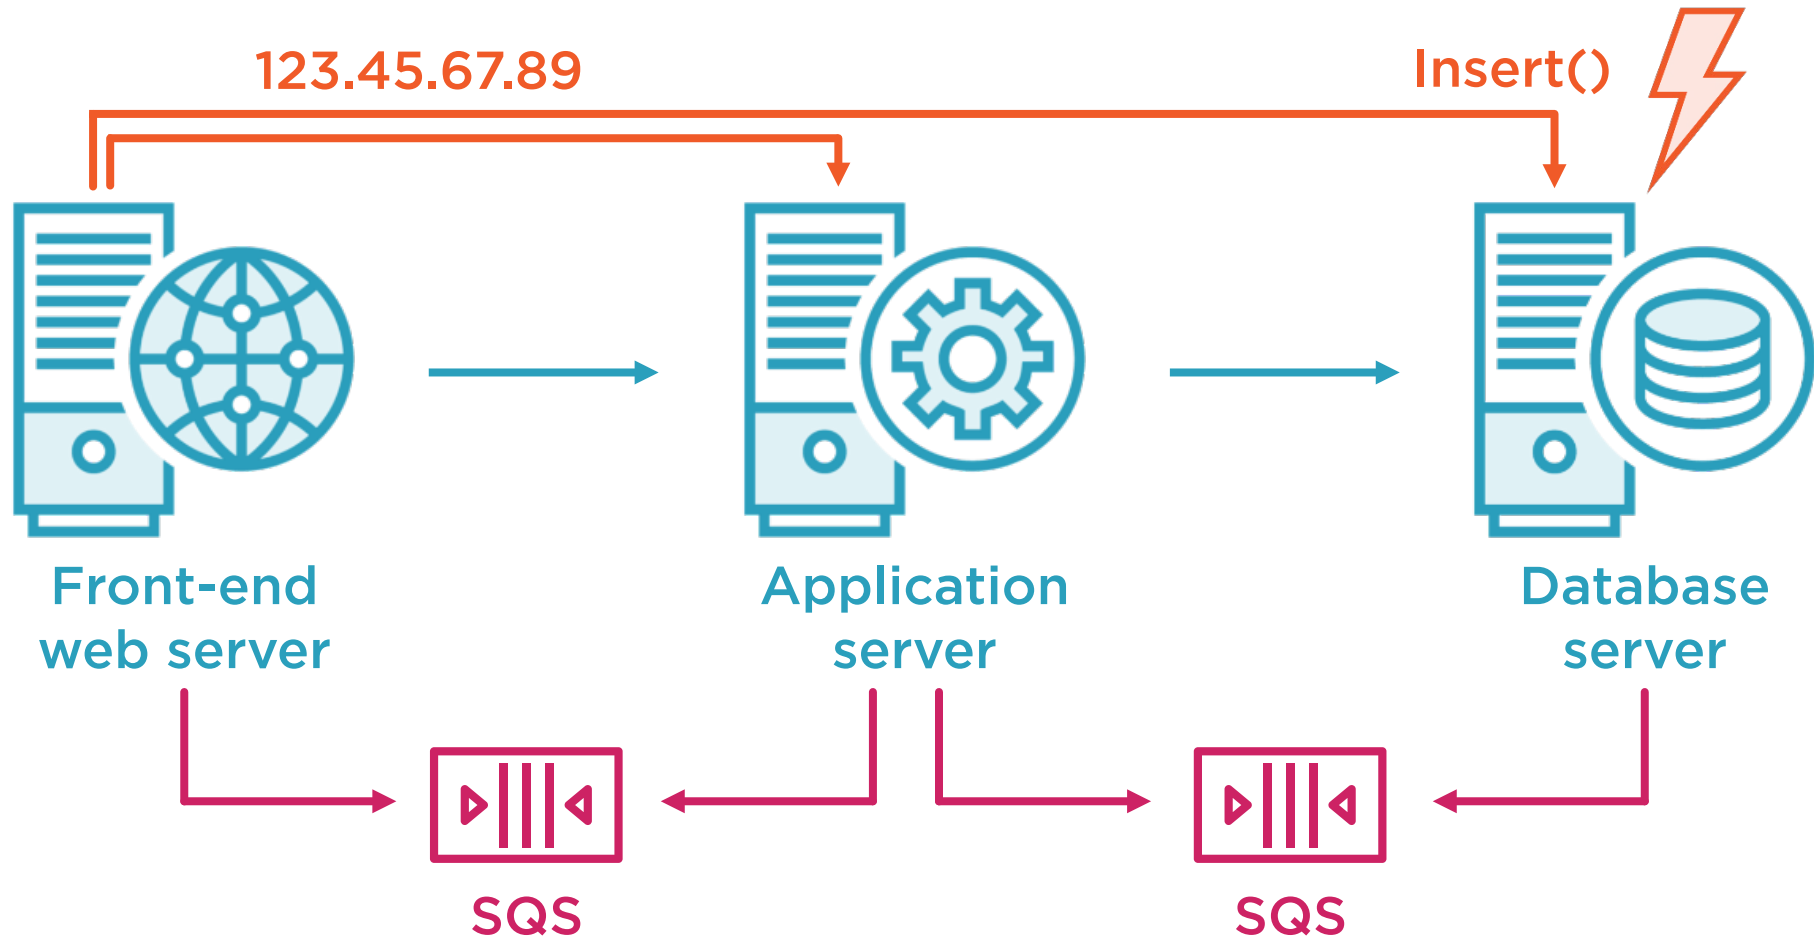 123.45.67.89
Insert()
Front-end
web server
Application
server
Database
server
SQS
SQS